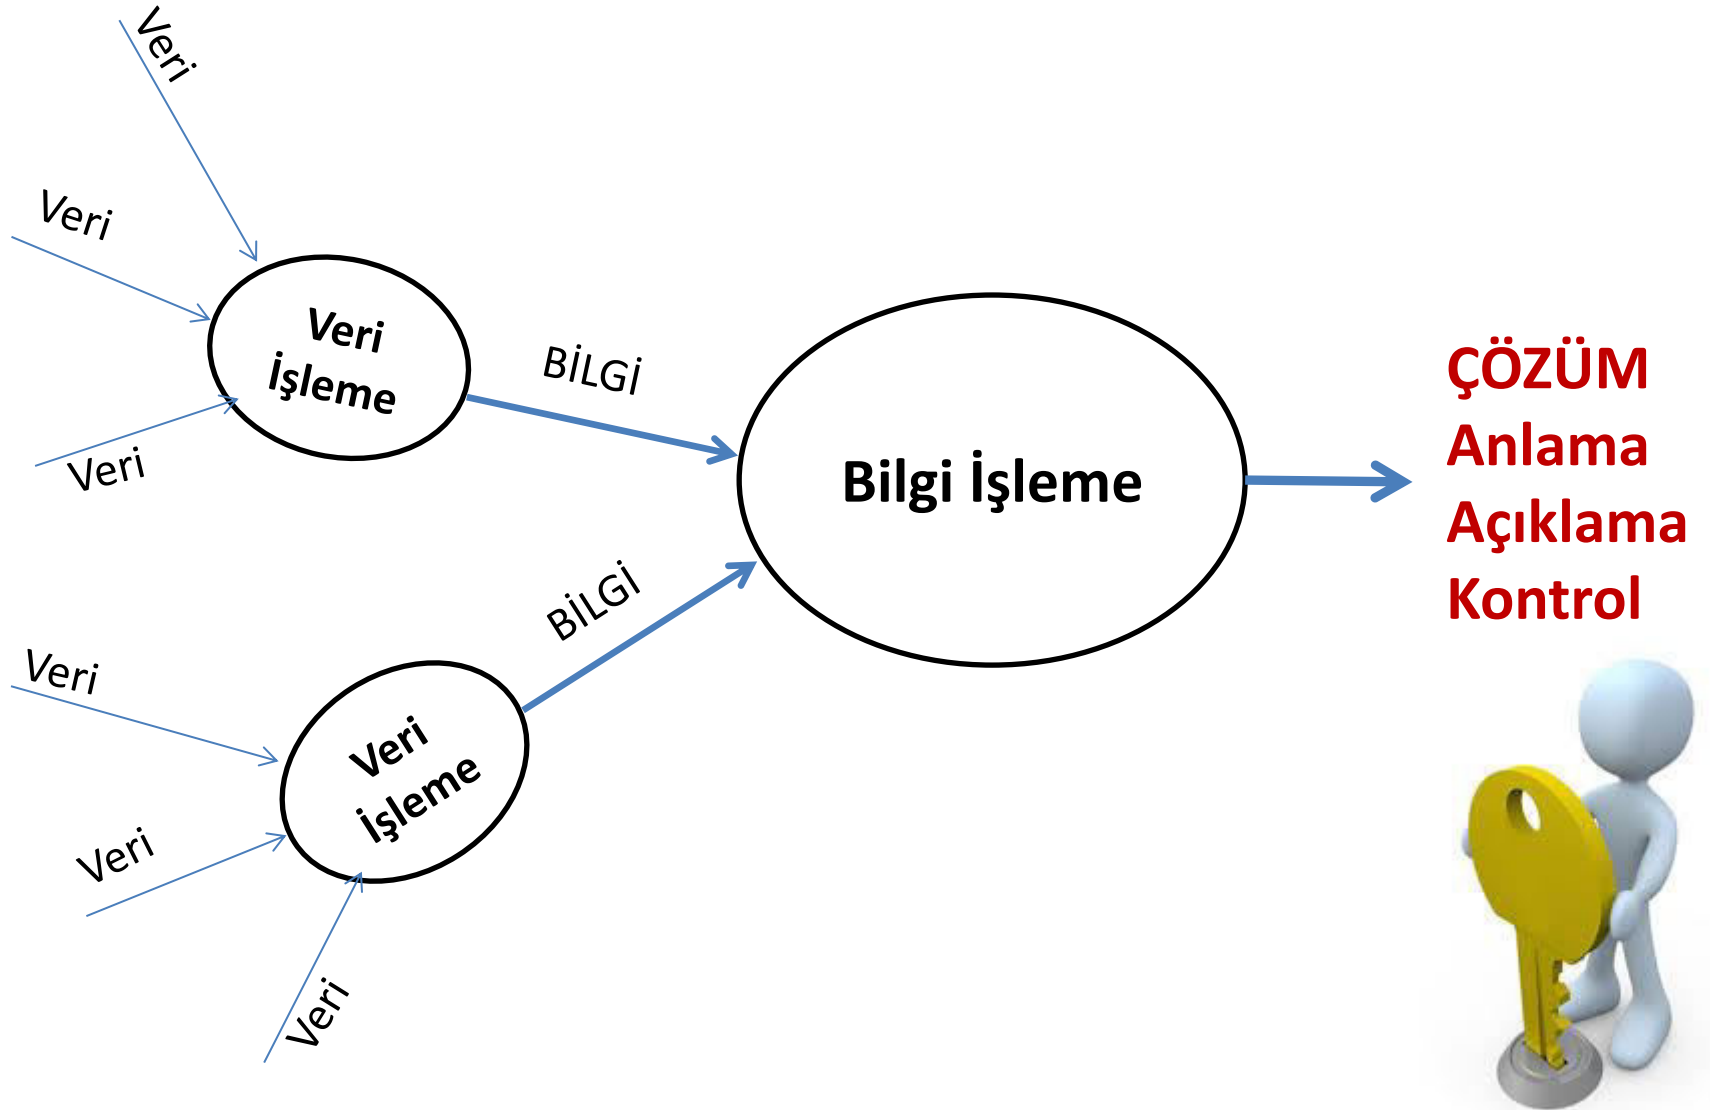 Veri
Veri
Veri
Veri
İşleme
BİLGİ
Bilgi İşleme
BİLGİ
Veri
Veri
Veri
Veri
İşleme
ÇÖZÜM
Anlama
Açıklama
Kontrol